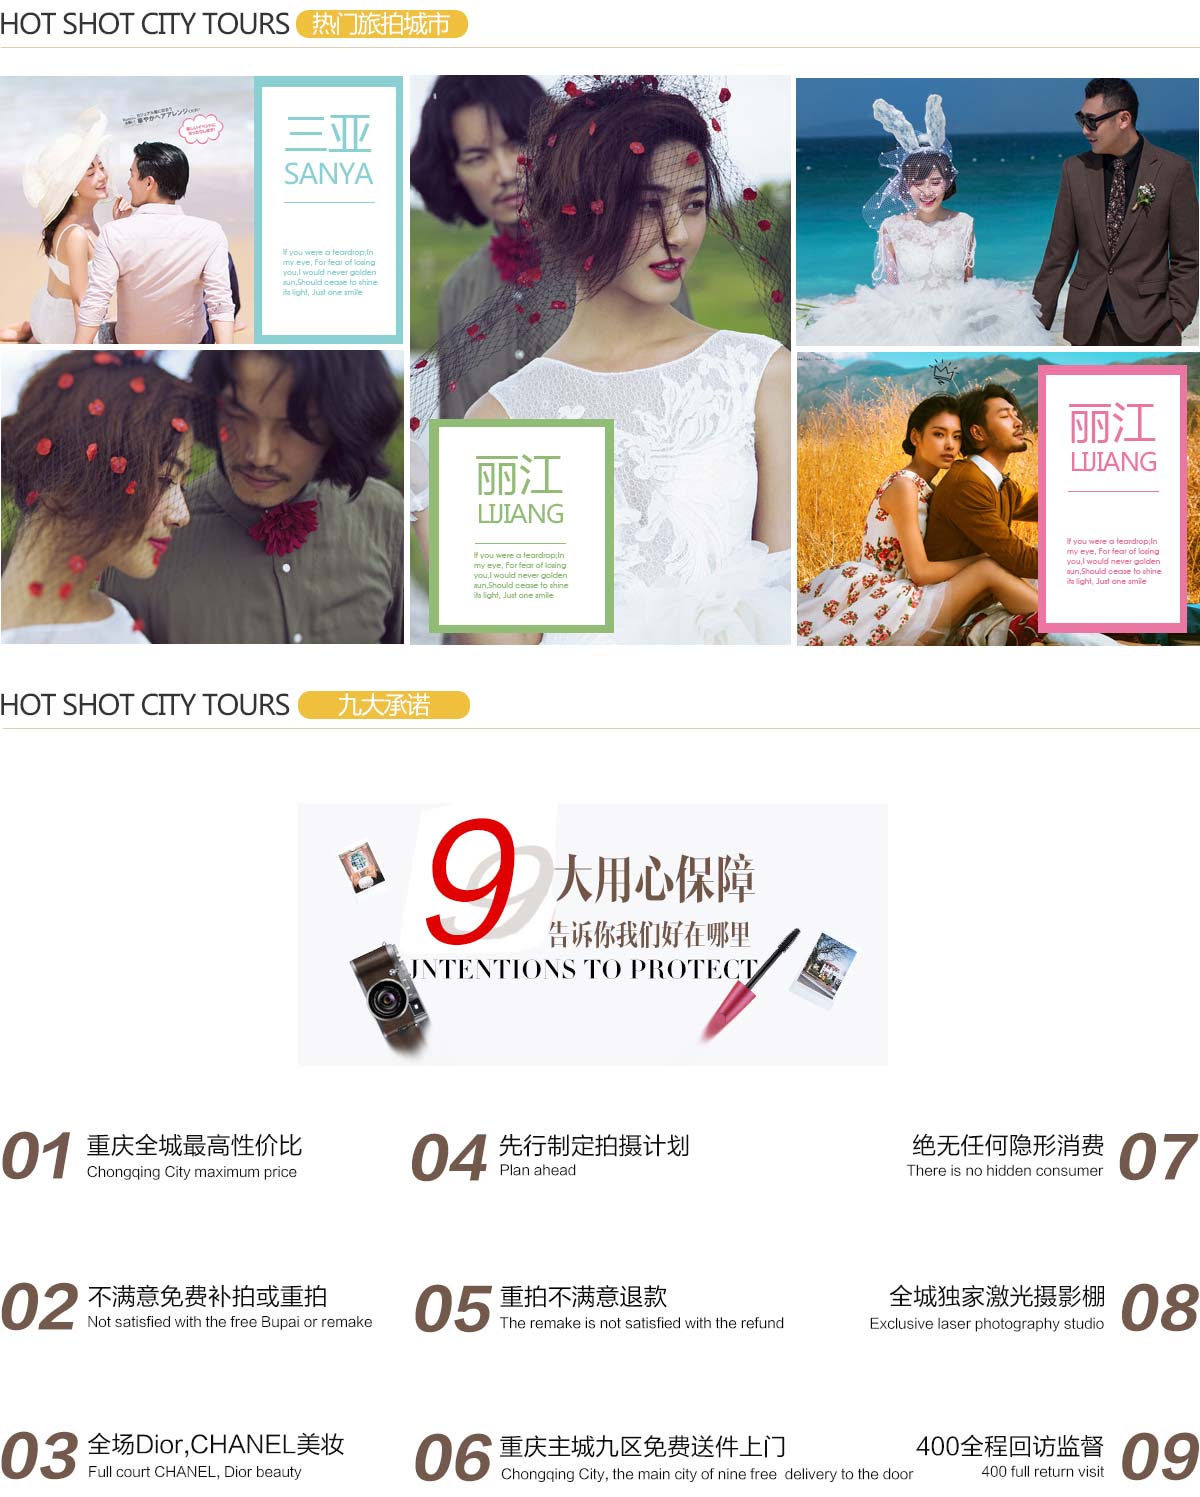 HOT SHOT CITY TOURS 热门旅拍城市
三亚
SANYA
If you were a teardrop;In
my eye, For fear of losing
you,I would never golden
sun,Should cease to shine
its light, Just one smile
丽江
LIJIANG
If you were a teardrop;In
my eye, For fear of losing
you,I would never golden
sun,Should cease to shine
its light, Just one smile
丽江
LIJIANG
If you were a teardrop;In
my eye, For fear of losing
you,I would never golden
sun,Should cease to shine
its light, Just one smile
HOT SHOT CITY TOURS 九大承诺
9大用心保障
告诉你我们好在哪里
INTENTIONS TO PROTECT
01 重庆全城最高性价比
Chongqing City maximum price
04 先行制定拍摄计划
Plan ahead
绝无任何隐形消费 07
There is no hidden consumer
02 不满意免费补拍或重拍
Not satisfied with the free Bupai or remake
05 重拍不满意退款
The remake is not satisfied with the refund
全城独家激光摄影棚 08
Exclusive laser photography studio
03 全场Dior,CHANEL美妆
Full court CHANEL, Dior beauty
06 重庆主城九区免费送件上门
Chongqing City, the main city of nine free delivery to the door
400全程回访监督 09
400 full return visit